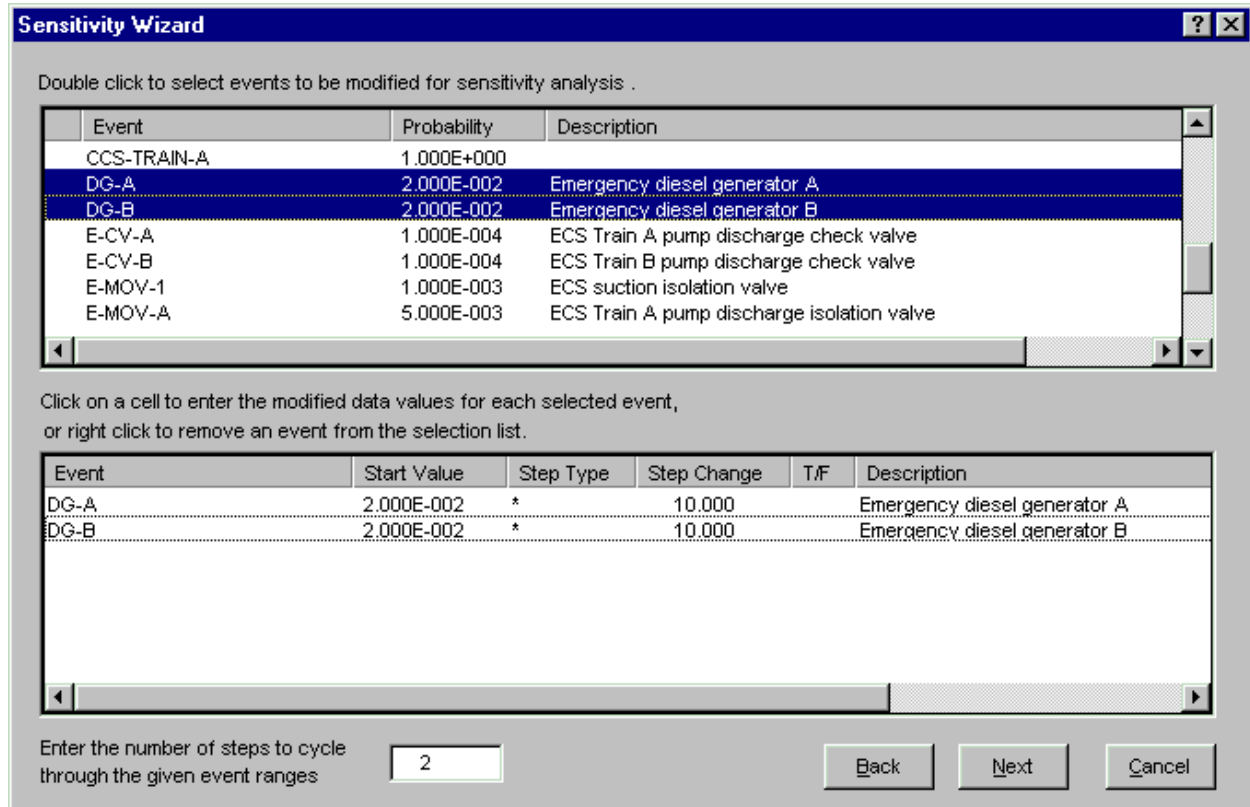 Sensitivity Wizard
Double click to select events to be modified for sensitivity analysis .
Event Probability Description
CCS-TRAIN-A 1.000E+000
DG-A 2.000E-002 Emergency diesel generator A
DG-B 2.000E-002 Emergency diesel generator B
E-CV-A 1.000E-004 ECS Train A pump discharge check valve
E-CV-B 1.000E-004 ECS Train B pump discharge check valve
E-MOV-1 1.000E-003 ECS suction isolation valve
E-MOV-A 5.000E-003 ECS Train A pump discharge isolation valve
Click on a cell to enter the modified data values for each selected event,
or right click to remove an event from the selection list.
Event Start Value Step Type Step Change T/F Description
DG-A 2.000E-002 * 10.000 Emergency diesel generator A
DG-B 2.000E-002 * 10.000 Emergency diesel generator B
Enter the number of steps to cycle
through the given event ranges
2
Back Next Cancel